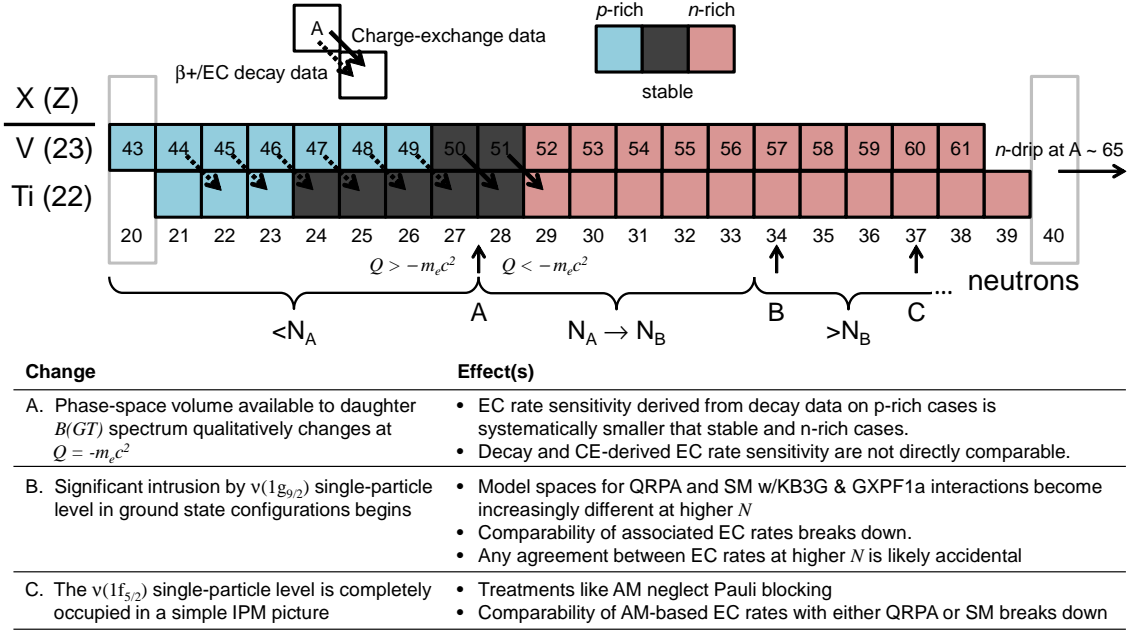 p-rich n-rich
A Charge-exchange data
β+/EC decay data
stable
X (Z)
V (23) 43 44 45 46 47 48 49 50 51 52 53 54 55 56 57 58 59 60 61 n-drip at A ~ 65
Ti (22)
20 21 22 23 24 25 26 27 28 29 30 31 32 33 34 35 36 37 38 39 40
Q > −mₑc² Q < −mₑc² ... neutrons
A B C
<N_A N_A → N_B >N_B
Change Effect(s)
A. Phase-space volume available to daughter
B(GT) spectrum qualitatively changes at
Q = -mₑc²
• EC rate sensitivity derived from decay data on p-rich cases is
systematically smaller that stable and n-rich cases.
• Decay and CE-derived EC rate sensitivity are not directly comparable.
B. Significant intrusion by ν(1g9/2) single-particle
level in ground state configurations begins
• Model spaces for QRPA and SM w/KB3G & GXPF1a interactions become
increasingly different at higher N
• Comparability of associated EC rates breaks down.
• Any agreement between EC rates at higher N is likely accidental
C. The ν(1f5/2) single-particle level is completely
occupied in a simple IPM picture
• Treatments like AM neglect Pauli blocking
• Comparability of AM-based EC rates with either QRPA or SM breaks down